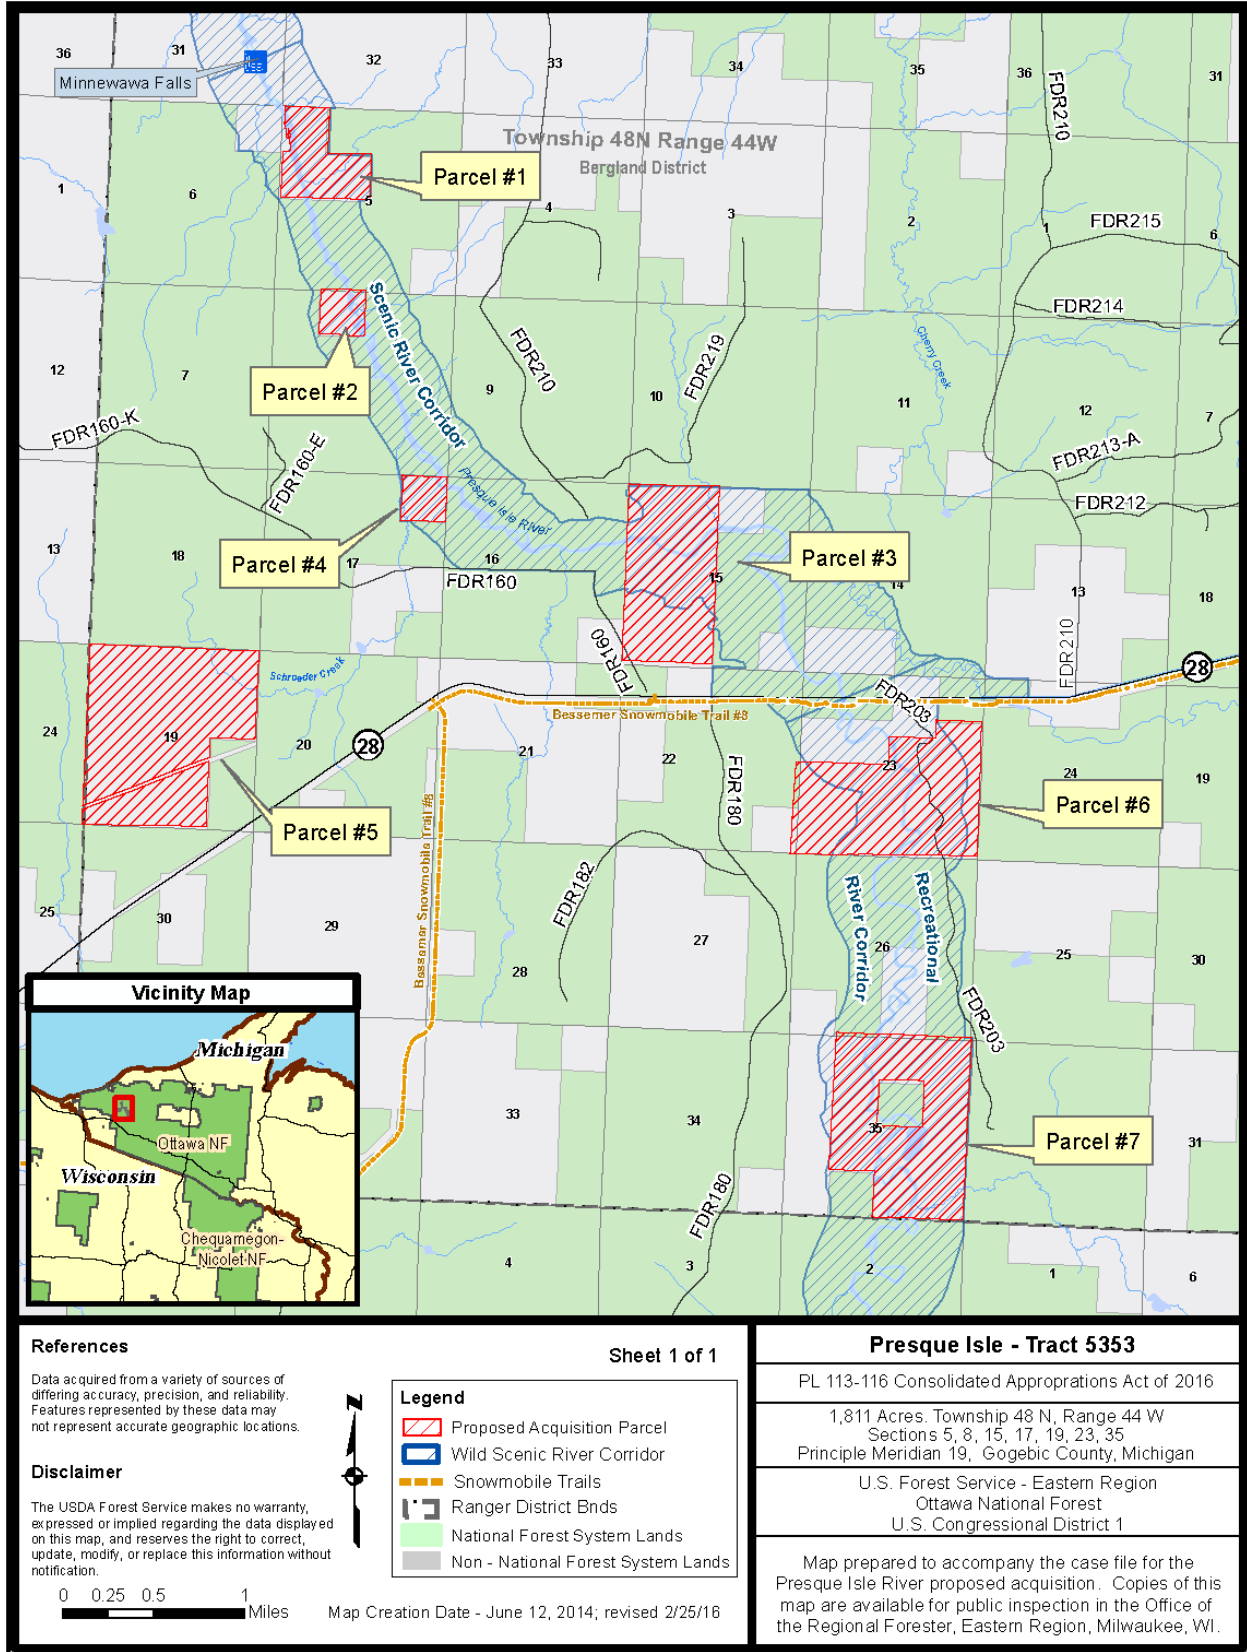 36
31
32
33
34
35
36
31
Minnewawa Falls
FDR210
Township 48N Range 44W
Bergland District
Parcel #1
1
6
5
4
3
2
1
6
FDR215
FDR214
Scenic River Corridor
Cherry Creek
FDR210
FDR219
12
7
Parcel #2
9
10
11
12
7
FDR160-K
FDR160-E
FDR213-A
FDR212
Presque Isle River
13
18
Parcel #4
17
16
FDR160
15
Parcel #3
14
13
18
FDR160
FDR210
Schroeder Creek
28
FDR203
Bessemer Snowmobile Trail #8
24
19
20
28
21
22
FDR180
23
24
19
Parcel #5
Parcel #6
Bessemer Snowmobile Trail #8
FDR182
River Corridor
Recreational
25
30
29
28
27
26
25
30
FDR203
Vicinity Map
Michigan
Ottawa NF
Wisconsin
Chequamegon-
Nicolet NF
33
34
35
Parcel #7
31
FDR180
4
3
2
1
6
References
Data acquired from a variety of sources of
differing accuracy, precision, and reliability.
Features represented by these data may
not represent accurate geographic locations.
Disclaimer
The USDA Forest Service makes no warranty,
expressed or implied regarding the data displayed
on this map, and reserves the right to correct,
update, modify, or replace this information without
notification.
0 0.25 0.5 1
Miles
Sheet 1 of 1
N
Legend
Proposed Acquisition Parcel
Wild Scenic River Corridor
Snowmobile Trails
Ranger District Bnds
National Forest System Lands
Non - National Forest System Lands
Map Creation Date - June 12, 2014; revised 2/25/16
Presque Isle - Tract 5353
PL 113-116 Consolidated Approprations Act of 2016
1,811 Acres. Township 48 N, Range 44 W
Sections 5, 8, 15, 17, 19, 23, 35
Principle Meridian 19, Gogebic County, Michigan
U.S. Forest Service - Eastern Region
Ottawa National Forest
U.S. Congressional District 1
Map prepared to accompany the case file for the
Presque Isle River proposed acquisition. Copies of this
map are available for public inspection in the Office of
the Regional Forester, Eastern Region, Milwaukee, WI.